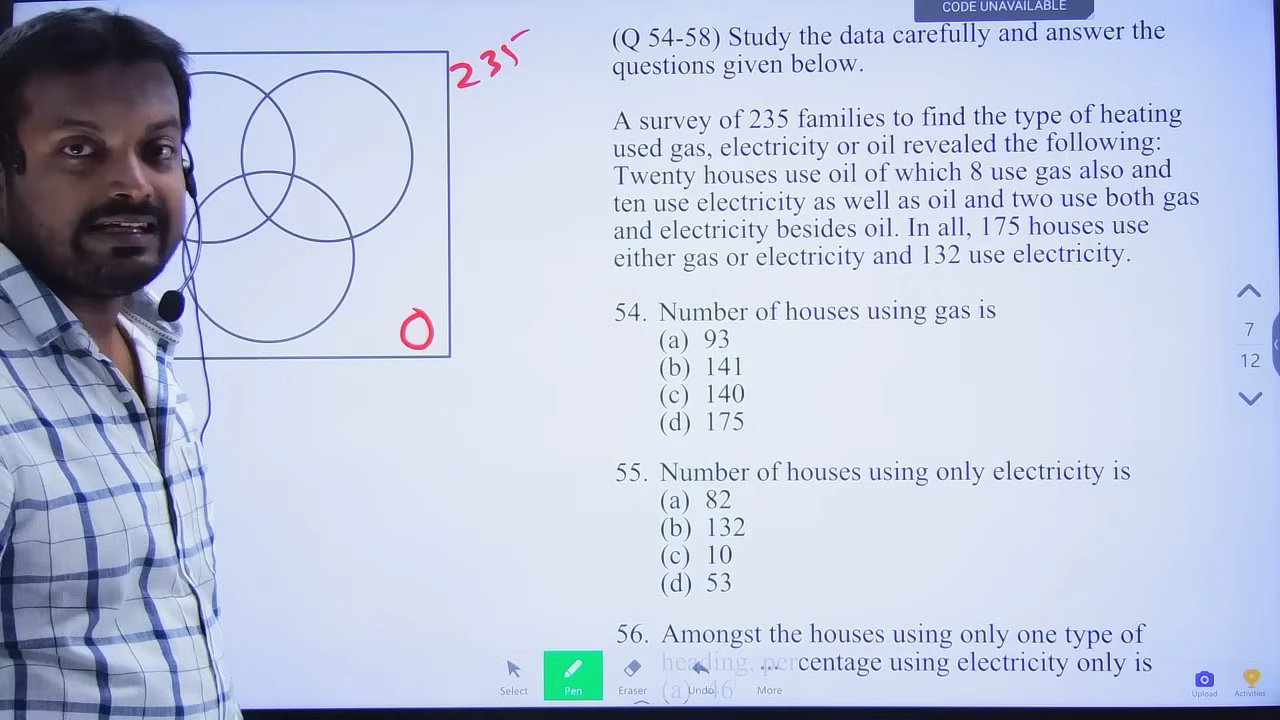 CODE UNAVAILABLE
235
0
(Q 54-58) Study the data carefully and answer the
questions given below.
A survey of 235 families to find the type of heating
used gas, electricity or oil revealed the following:
Twenty houses use oil of which 8 use gas also and
ten use electricity as well as oil and two use both gas
and electricity besides oil. In all, 175 houses use
either gas or electricity and 132 use electricity.
54. Number of houses using gas is
(a) 93
(b) 141
(c) 140
(d) 175
55. Number of houses using only electricity is
(a) 82
(b) 132
(c) 10
(d) 53
56. Amongst the houses using only one type of
heading, percentage using electricity only is
(a) 46
7
12
Select
Pen
Eraser
Undo
More
Upload
Activities